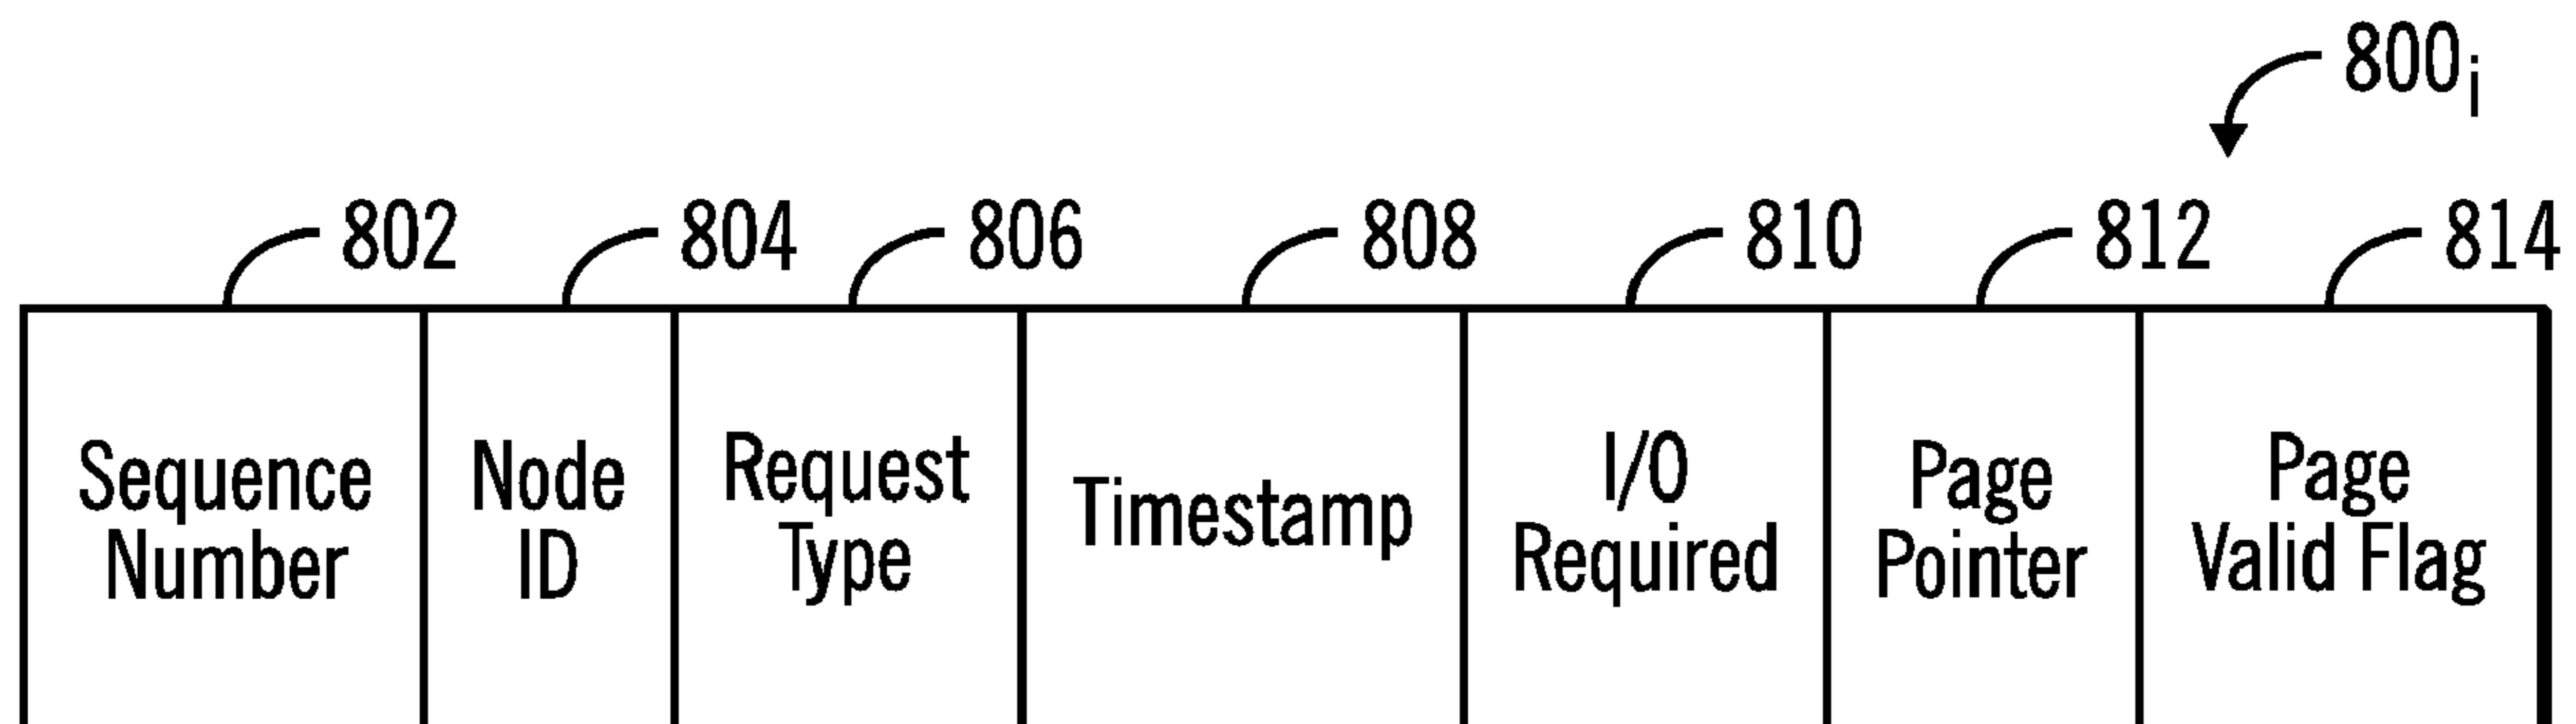 800i
802 804 806 808 810 812 814
Sequence
Number
Node
ID
Request
Type
Timestamp
I/O
Required
Page
Pointer
Page
Valid Flag